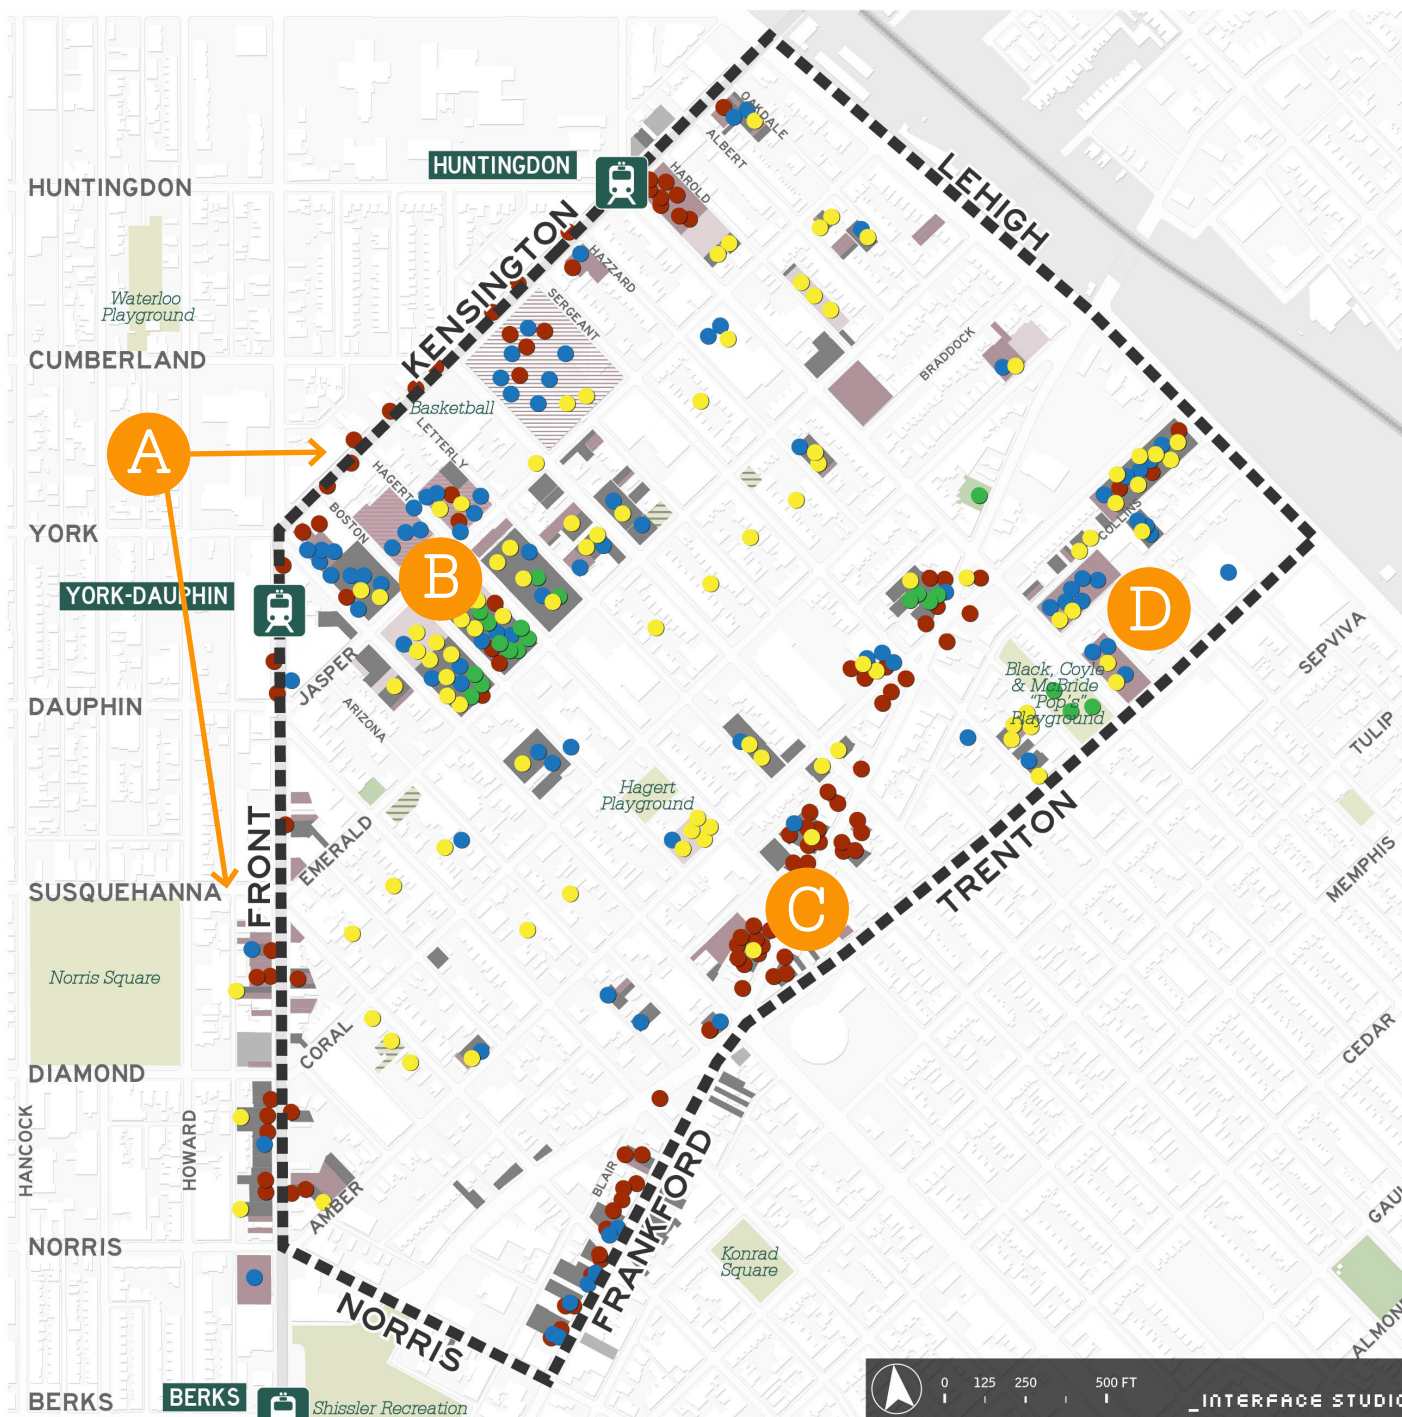 OAKDALE
ALBERT
HUNTINGDON
HAROLD
LEHIGH
HUNTINGDON
KENSINGTON
HAZZARD
Waterloo
Playground
SERGEANT
BRADDOCK
CUMBERLAND
Basketball
LETTERLY
A
HAGERT
BOSTON
YORK
COLLINS
B
YORK-DAUPHIN
D
SEPVIVA
JASPER
Black, Coyle
& McBride
"Pop's"
Playground
DAUPHIN
ARIZONA
TULIP
Hagert
Playground
FRONT
EMERALD
TRENTON
MEMPHIS
SUSQUEHANNA
C
Norris Square
CORAL
CEDAR
DIAMOND
HANCOCK
HOWARD
BLAIR
AMBER
FRANKFORD
GAU
NORRIS
Konrad
Square
NORRIS
ALMON
0 125 250 500 FT
BERKS
BERKS
Shissler Recreation
_INTERFACE STUDIO